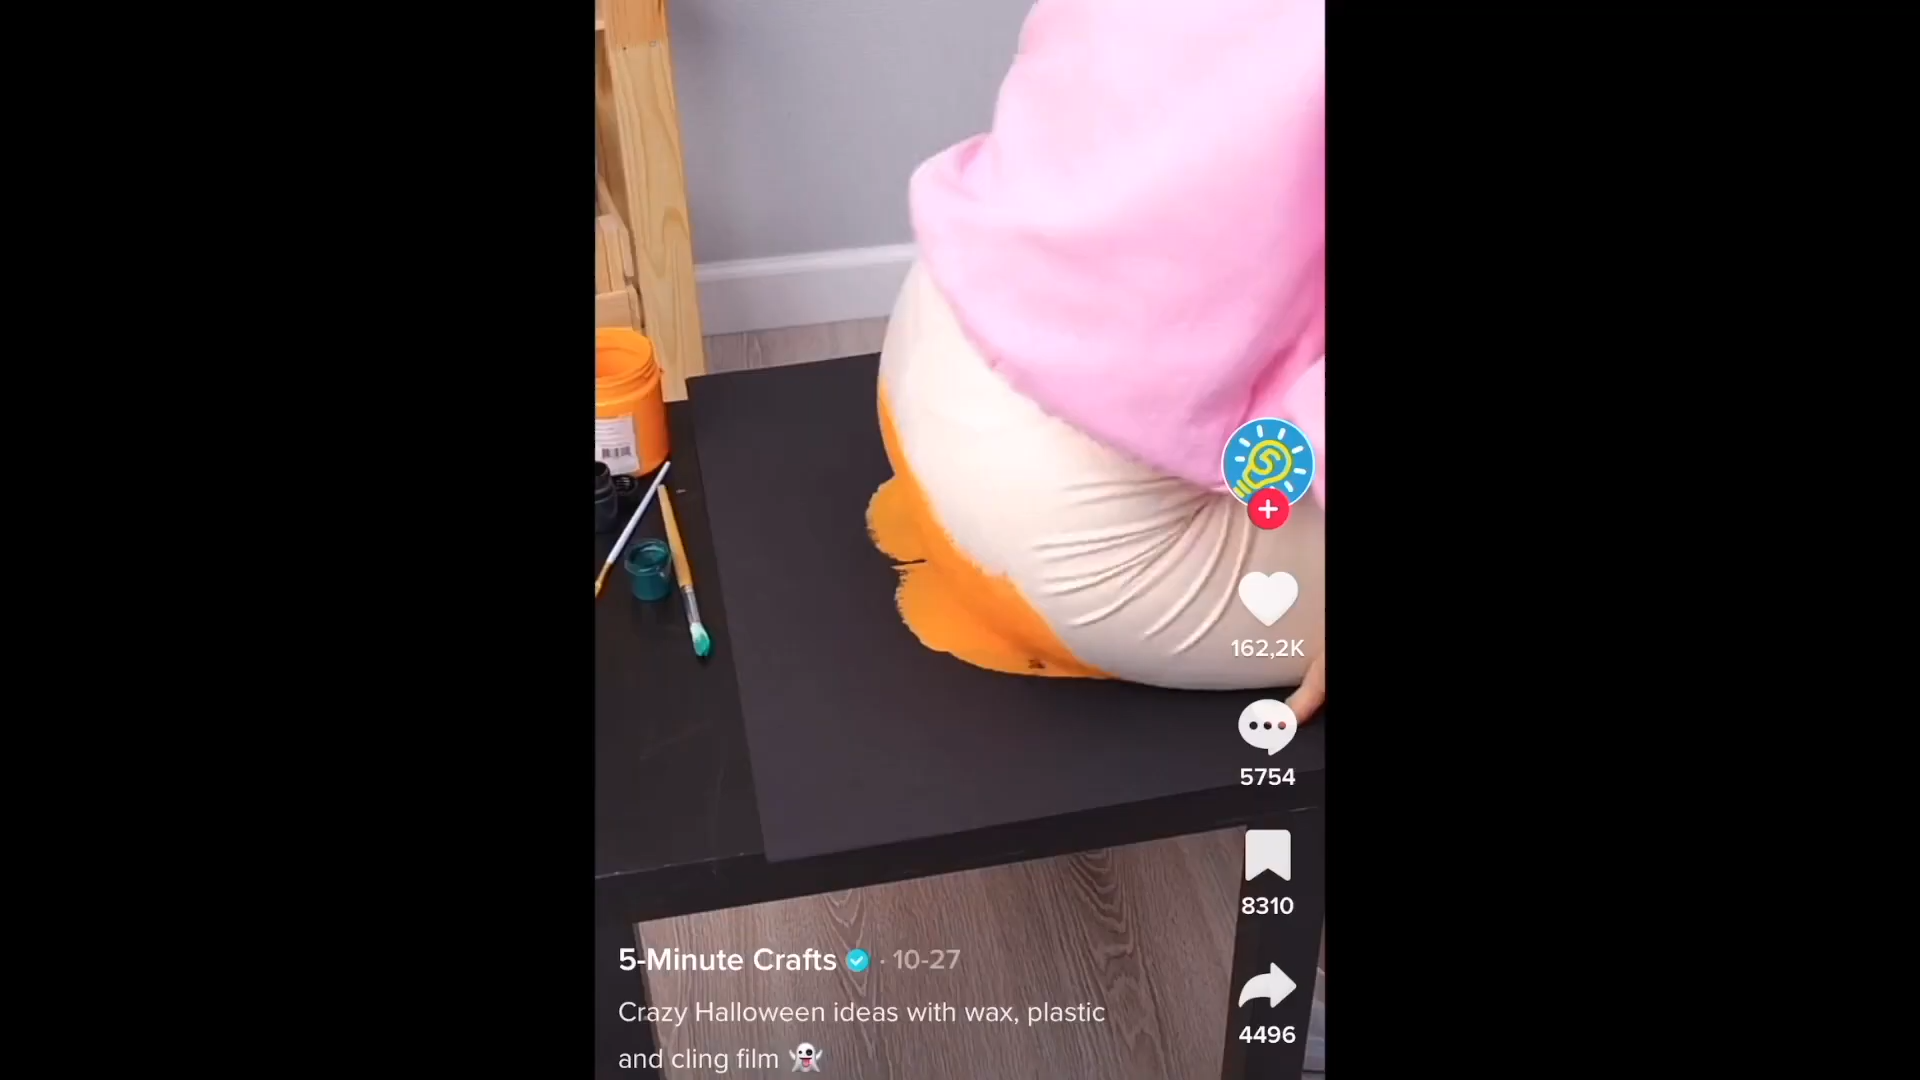 162,2K
5754
8310
4496
5-Minute Crafts · 10-27
Crazy Halloween ideas with wax, plastic
and cling film 👻